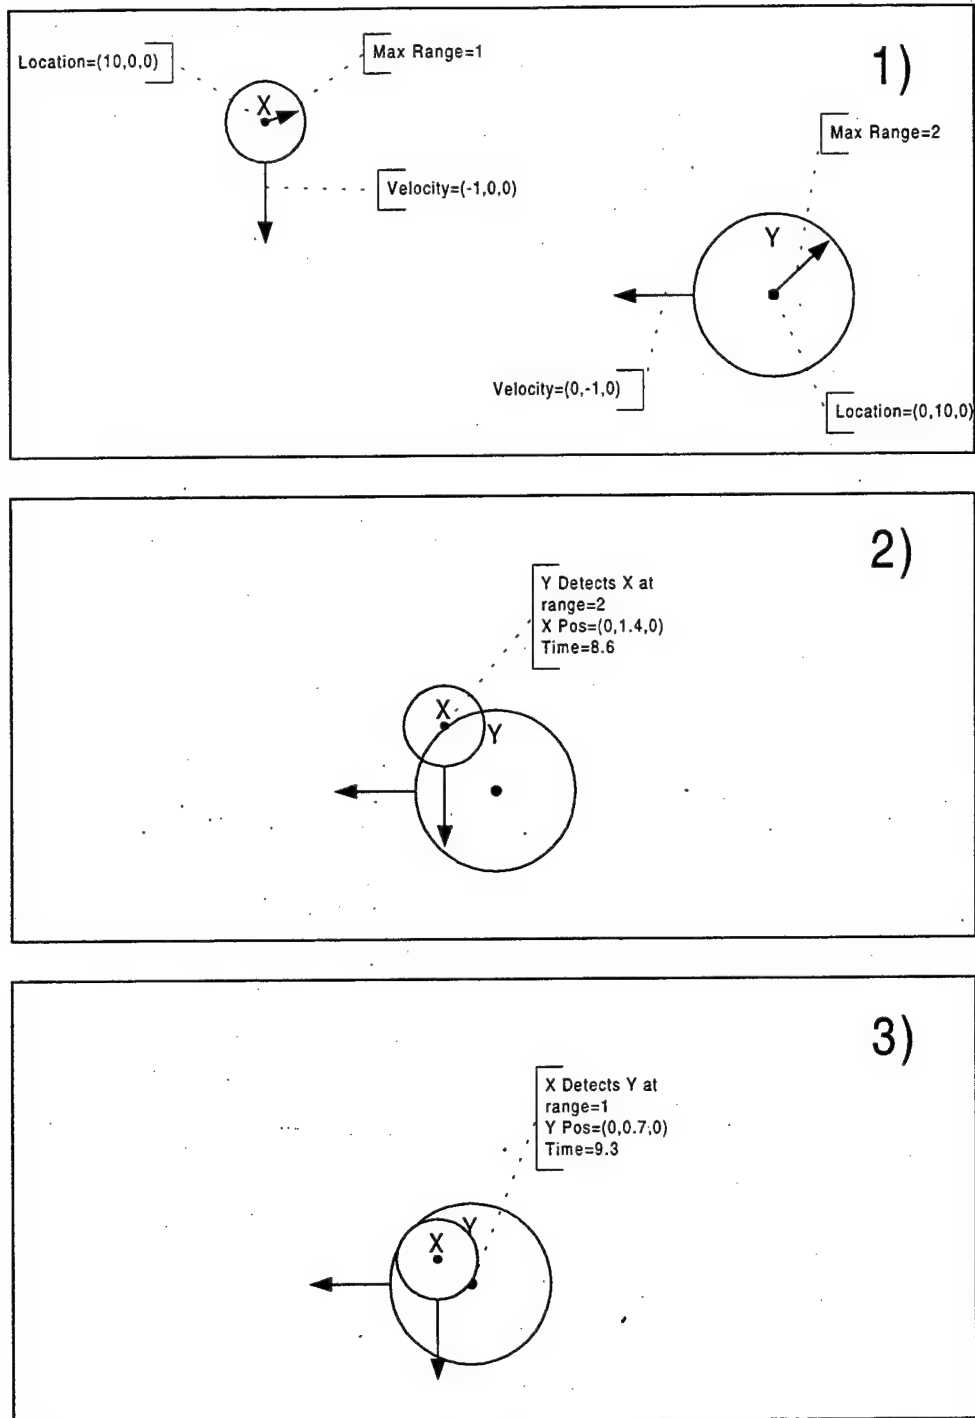 1)
Location=(10,0,0)
Max Range=1
X
Velocity=(-1,0,0)
Max Range=2
Y
Velocity=(0,-1,0)
Location=(0,10,0)
2)
Y Detects X at
range=2
X Pos=(0,1.4,0)
Time=8.6
X
Y
3)
X Detects Y at
range=1
Y Pos=(0,0.7,0)
Time=9.3
Y
X